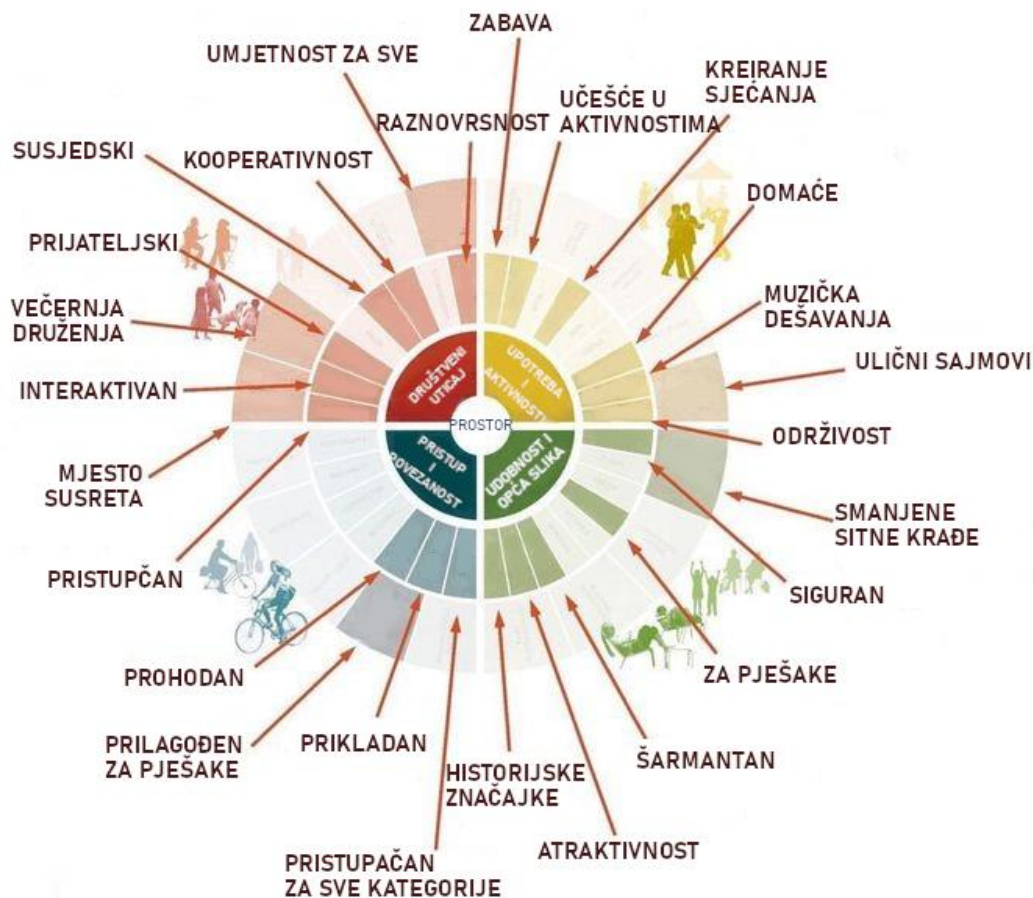 ZABAVA
UMJETNOST ZA SVE
KREIRANJE
SJEĆANJA
RAZNOVRSNOST
UČEŠĆE U
AKTIVNOSTIMA
SUSJEDSKI
KOOPERATIVNOST
DOMAĆE
PRIJATELJSKI
VEČERNJA
DRUŽENJA
MUZIČKA
DEŠAVANJA
ULIČNI SAJMOVI
INTERAKTIVAN
DRUŠTVENI
UTICAJ
UPOTREBA
I
AKTIVNOSTI
PROSTOR
PRISTUP
I
POVEZANOST
UDOBNOST I
OPĆA SLIKA
ODRŽIVOST
MJESTO
SUSRETA
SMANJENE
SITNE KRAĐE
PRISTUPČAN
SIGURAN
PROHODAN
ZA PJEŠAKE
PRILAGOĐEN
ZA PJEŠAKE
PRIKLADAN
HISTORIJSKE
ZNAČAJKE
ŠARMANTAN
ATRAKTIVNOST
PRISTUPAČAN
ZA SVE KATEGORIJE